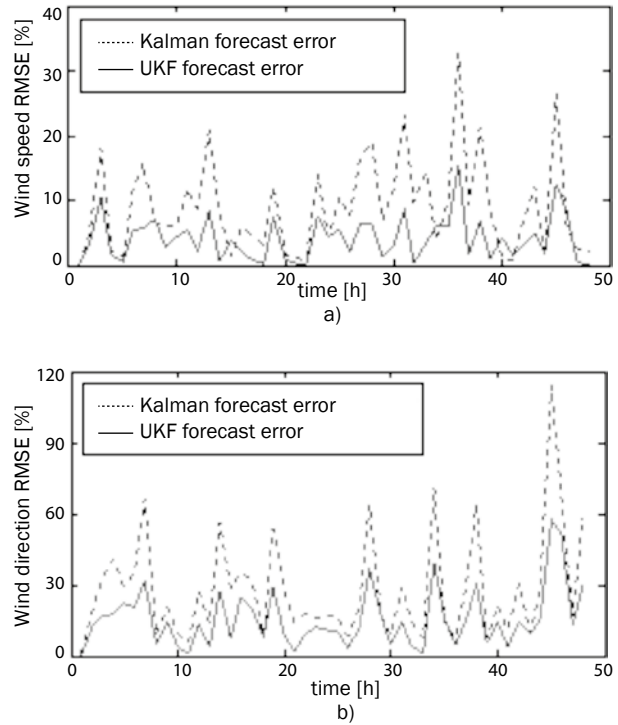 40
30
20
10
0
Wind speed RMSE [%]
Kalman forecast error
UKF forecast error
0 10 20 30 40 50
time [h]
a)
120
90
60
30
0
Wind direction RMSE [%]
Kalman forecast error
UKF forecast error
0 10 20 30 40 50
time [h]
b)